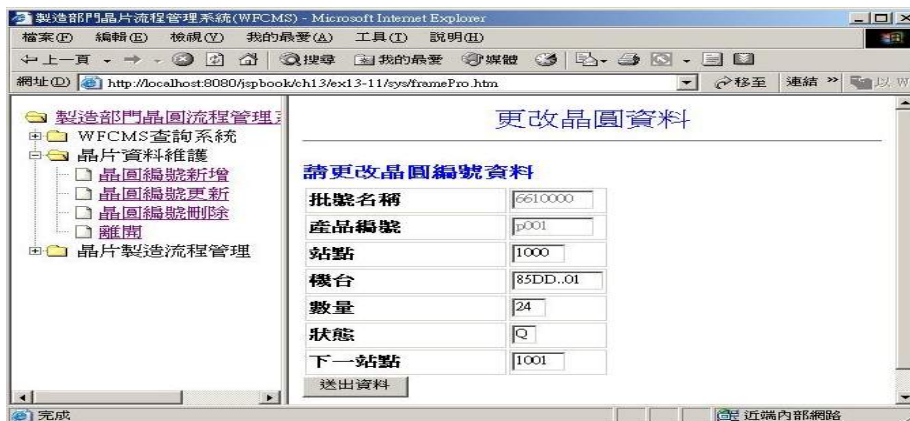 製造部門晶片流程管理系統(WFCMS) - Microsoft Internet Explorer
檔案(F) 編輯(E) 檢視(V) 我的最愛(A) 工具(T) 說明(H)
上一頁 搜尋 我的最愛 媒體
網址(D) http://localhost:8080/jspbook/ch13/ex13-11/sys/framePro.htm 移至 連結 »
製造部門晶圓流程管理
WFCMS查詢系統
晶片資料維護
晶圓編號新增
晶圓編號更新
晶圓編號刪除
離開
晶片製造流程管理
更改晶圓資料
請更改晶圓編號資料
批號名稱 6610000
產品編號 p001
站點 1000
機台 85DD..01
數量 24
狀態 Q
下一站點 1001
送出資料
完成 近端內部網路